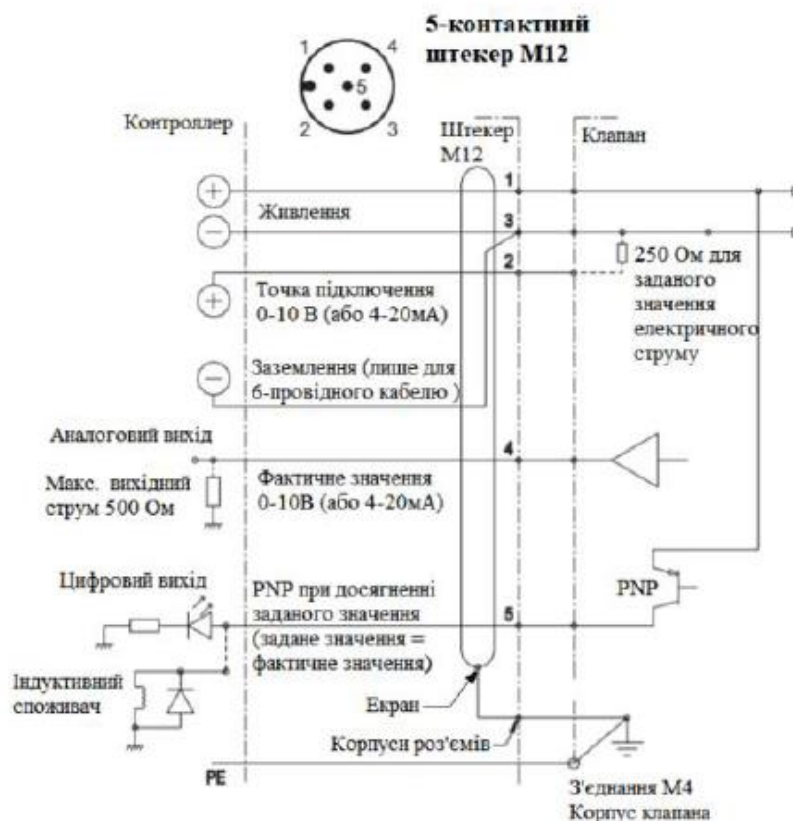 5-контактний
штекер M12
1
4
5
2
3
Контроллер
Штекер
M12
Клапан
1
Живлення
3
2
250 Ом для
заданого
значення
електричного
струму
Точка підключення
0-10 В (або 4-20мА)
Заземлення (лише для
6-провідного кабелю )
Аналоговий вихід
4
Макс. вихідний
струм 500 Ом
Фактичне значення
0-10В (або 4-20мА)
Цифровий вихід
PNP при досягненні
заданого значення
(задане значення =
фактичне значення)
5
PNP
Індуктивний
споживач
Екран
Корпуси роз'ємів
PE
З'єднання М4
Корпус клапана